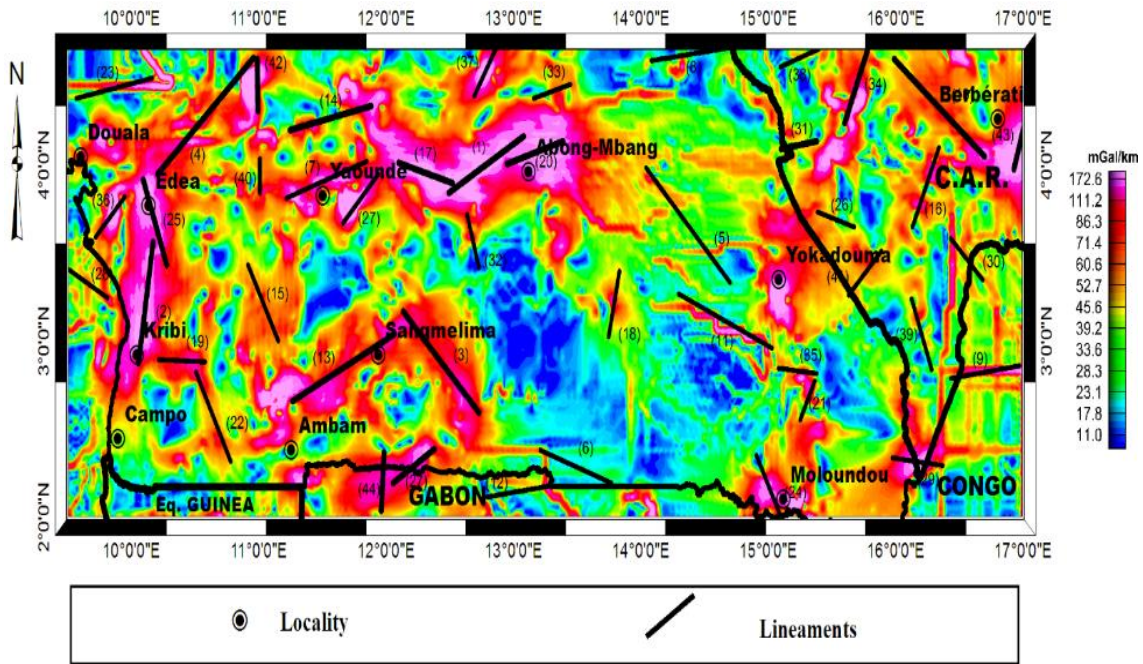 10°0'0"E 11°0'0"E 12°0'0"E 13°0'0"E 14°0'0"E 15°0'0"E 16°0'0"E 17°0'0"E
N
(23) (42) (37) (33) (38) (34)
(14) Berbérati
Douala (31) (43)
(4) (17) (1) (20) Abong-Mbang
(7) Yaounde C.A.R.
Edea (40) (16)
(36) (25) (27) (26)
(5) Yokadouma
(32) (30)
(28) (15)
(2) (18) (39)
Kribi Sangmelima (11)
(19) (13) (3) (35) (9)
(21)
(22)
Campo Ambam (6)
Moloundou
(44) (12) (24)
GABON CONGO
Eq. GUINEA
4°0'0"N
3°0'0"N
2°0'0"N
4°0'0"N
3°0'0"N
2°0'0"N
10°0'0"E 11°0'0"E 12°0'0"E 13°0'0"E 14°0'0"E 15°0'0"E 16°0'0"E 17°0'0"E
mGal/km
172.6
111.2
86.3
71.4
60.6
52.7
45.6
39.9
33.8
28.3
23.1
17.8
11.0
Locality
Lineaments